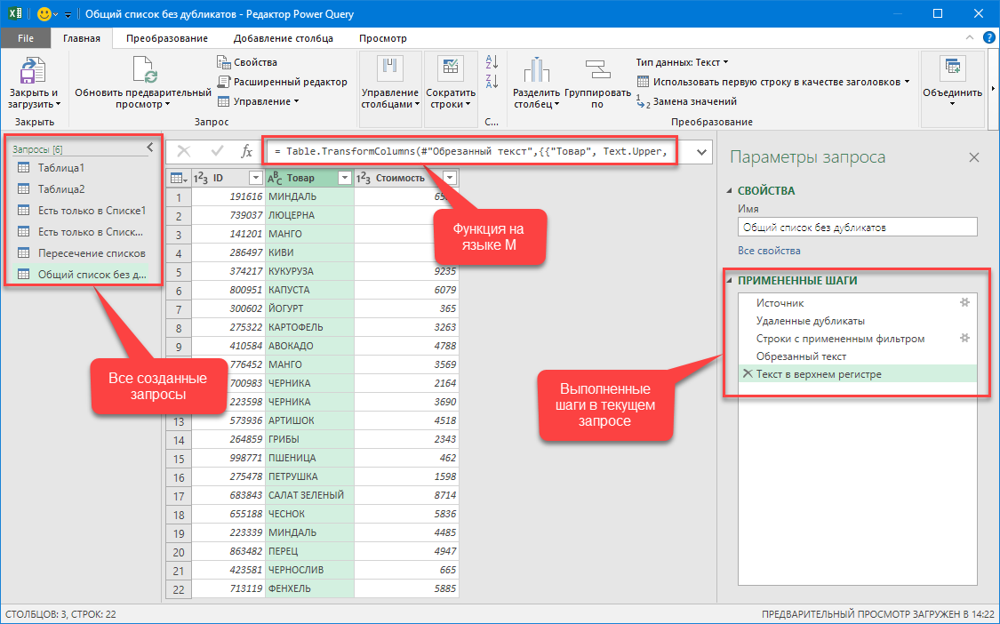 Общий список без дубликатов - Редактор Power Query
File
Главная
Преобразование
Добавление столбца
Просмотр
Закрыть и загрузить
Закрыть
Обновить предварительный просмотр
Свойства
Расширенный редактор
Управление
Запрос
Управление столбцами
Сократить строки
С...
Разделить столбец
Группировать по
Тип данных: Текст
Использовать первую строку в качестве заголовков
Замена значений
Преобразование
Объединить
Запросы [6]
Таблица1
Таблица2
Есть только в Списке1
Есть только в Списк...
Пересечение списков
Общий список без д...
Все созданные
запросы
fx = Table.TransformColumns(#"Обрезанный текст",{{"Товар", Text.Upper,
Функция на
языке M
ID Товар Стоимость
1 191616 МИНДАЛЬ
2 739037 ЛЮЦЕРНА
3 141201 МАНГО
4 286497 КИВИ
5 374217 КУКУРУЗА 9235
6 800951 КАПУСТА 6079
7 300602 ЙОГУРТ 365
8 275322 КАРТОФЕЛЬ 3263
9 410584 АВОКАДО 4788
776452 МАНГО 3569
700983 ЧЕРНИКА 2164
223598 ЧЕРНИКА 3690
13 573936 АРТИШОК 4518
14 264859 ГРИБЫ 2343
15 998771 ПШЕНИЦА 462
16 275478 ПЕТРУШКА 1598
17 683843 САЛАТ ЗЕЛЕНЫЙ 8714
18 655188 ЧЕСНОК 5836
19 223339 МИНДАЛЬ 4485
20 863482 ПЕРЕЦ 4947
21 423581 ЧЕРНОСЛИВ 665
22 713119 ФЕНХЕЛЬ 5885
Параметры запроса
СВОЙСТВА
Имя
Общий список без дубликатов
Все свойства
ПРИМЕНЕННЫЕ ШАГИ
Источник
Удаленные дубликаты
Строки с примененным фильтром
Обрезанный текст
Текст в верхнем регистре
Выполненные
шаги в текущем
запросе
СТОЛБЦОВ: 3, СТРОК: 22
ПРЕДВАРИТЕЛЬНЫЙ ПРОСМОТР ЗАГРУЖЕН В 14:22